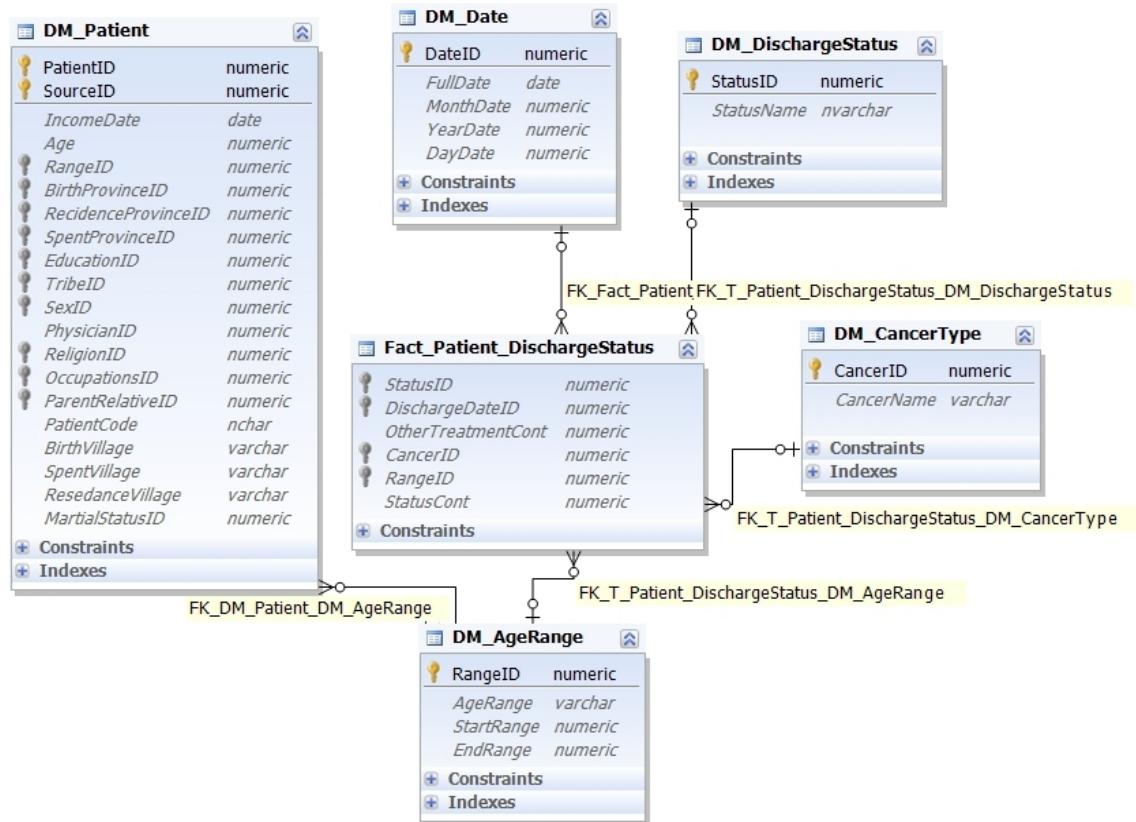 DM_Patient
PatientID numeric
SourceID numeric
IncomeDate date
Age numeric
RangeID numeric
BirthProvinceID numeric
RecidenceProvinceID numeric
SpentProvinceID numeric
EducationID numeric
TribeID numeric
SexID numeric
PhysicianID numeric
ReligionID numeric
OccupationsID numeric
ParentRelativeID numeric
PatientCode nchar
BirthVillage varchar
SpentVillage varchar
ResedanceVillage varchar
MartialStatusID numeric
Constraints
Indexes
DM_Date
DateID numeric
FullDate date
MonthDate numeric
YearDate numeric
DayDate numeric
Constraints
Indexes
DM_DischargeStatus
StatusID numeric
StatusName nvarchar
Constraints
Indexes
FK_Fact_Patient
FK_T_Patient_DischargeStatus_DM_DischargeStatus
Fact_Patient_DischargeStatus
StatusID numeric
DischargeDateID numeric
OtherTreatmentCont numeric
CancerID numeric
RangeID numeric
StatusCont numeric
Constraints
DM_CancerType
CancerID numeric
CancerName varchar
Constraints
Indexes
FK_T_Patient_DischargeStatus_DM_CancerType
FK_T_Patient_DischargeStatus_DM_AgeRange
FK_DM_Patient_DM_AgeRange
DM_AgeRange
RangeID numeric
AgeRange varchar
StartRange numeric
EndRange numeric
Constraints
Indexes